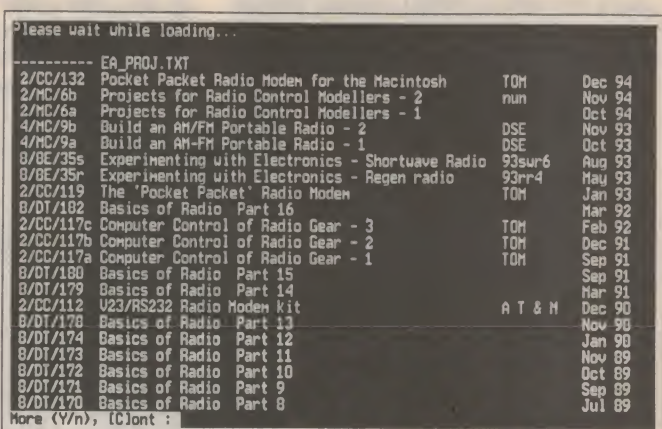 Please wait while loading...
---------- EA_PROJ.TXT
2/CC/132 Pocket Packet Radio Modem for the Macintosh TOM Dec 94
2/MC/6b Projects for Radio Control Modellers - 2 nun Nov 94
2/MC/6a Projects for Radio Control Modellers - 1 Oct 94
4/MC/9b Build an AM/FM Portable Radio - 2 DSE Nov 93
4/MC/9a Build an AM-FM Portable Radio - 1 DSE Oct 93
8/8E/35s Experimenting with Electronics - Shortwave Radio 93swr6 Aug 93
8/8E/35r Experimenting with Electronics - Regen radio 93rr4 May 93
2/CC/119 The 'Pocket Packet' Radio Modem TOM Jan 93
8/DT/182 Basics of Radio Part 16 Mar 92
2/CC/117c Computer Control of Radio Gear - 3 TOM Feb 92
2/CC/117b Computer Control of Radio Gear - 2 TOM Dec 91
2/CC/117a Computer Control of Radio Gear - 1 TOM Sep 91
8/DT/180 Basics of Radio Part 15 Sep 91
8/DT/179 Basics of Radio Part 14 Mar 91
2/CC/112 V23/RS232 Radio Modem kit A T & M Dec 90
8/DT/178 Basics of Radio Part 13 Nov 90
8/DT/174 Basics of Radio Part 12 Jan 90
8/DT/173 Basics of Radio Part 11 Nov 89
8/DT/172 Basics of Radio Part 10 Oct 89
8/DT/171 Basics of Radio Part 9 Sep 89
8/DT/170 Basics of Radio Part 8 Jul 89
More (Y/n), [C]ont :